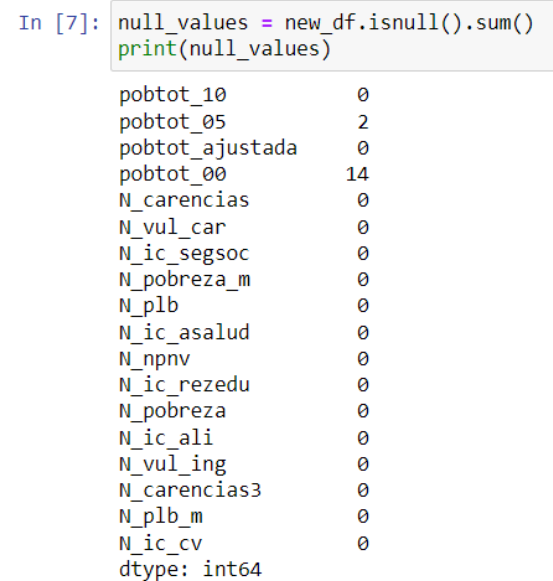 In [7]: null_values = new_df.isnull().sum()
print(null_values)
pobtot_10 0
pobtot_05 2
pobtot_ajustada 0
pobtot_00 14
N_carencias 0
N_vul_car 0
N_ic_segsoc 0
N_pobreza_m 0
N_plb 0
N_ic_asalud 0
N_npnv 0
N_ic_rezedu 0
N_pobreza 0
N_ic_ali 0
N_vul_ing 0
N_carencias3 0
N_plb_m 0
N_ic_cv 0
dtype: int64